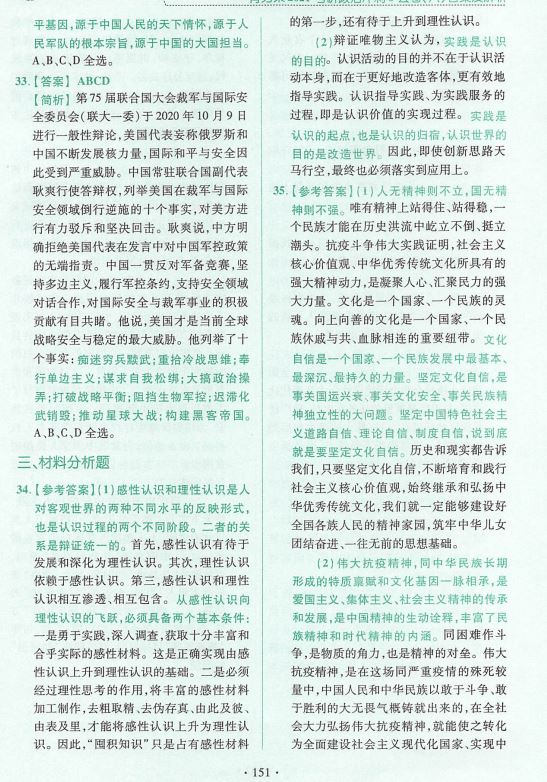 平基因,源于中国人民的天下情怀,源于人
民军队的根本宗旨,源于中国的大国担当。
A、B、C、D 全选。
33.【答案】 ABCD
【简析】 第 75 届联合国大会裁军与国际安
全委员会(联大一委)于 2020 年 10 月 9 日
进行一般性辩论,美国代表妄称俄罗斯和
中国不断发展核力量,国际和平与安全因
此受到严重威胁。中国常驻联合国副代表
耿爽行使答辩权,列举美国在裁军与国际
安全领域倒行逆施的十个事实,对美方进
行有力驳斥和坚决回击。耿爽说,中方明
确拒绝美国代表在发言中对中国军控政策
的无端指责。中国一贯反对军备竞赛,坚
持多边主义,履行军控条约,支持安全领域
对话合作,对国际安全与裁军事业的积极
贡献有目共睹。他说,美国才是当前全球
战略安全与稳定的最大威胁。他列举了十
个事实:痴迷穷兵黩武;重拾冷战思维;奉
行单边主义;谋求自我松绑;大搞政治操
弄;打破战略平衡;阻挡生物军控;迟滞化
武销毁;推动星球大战;构建黑客帝国。
A、B、C、D 全选。
三、材料分析题
34.【参考答案】(1)感性认识和理性认识是人
对客观世界的两种不同水平的反映形式,
也是认识过程的两个不同阶段。二者的关
系是辩证统一的。首先,感性认识有待于
发展和深化为理性认识。其次,理性认识
依赖于感性认识。第三,感性认识和理性
认识相互渗透、相互包含。从感性认识向
理性认识的飞跃,必须具备两个基本条件:
一是勇于实践,深入调查,获取十分丰富和
合乎实际的感性材料。这是正确实现由感
性认识上升到理性认识的基础。二是必须
经过理性思考的作用,将丰富的感性材料
加工制作,去粗取精、去伪存真、由此及彼、
由表及里,才能将感性认识上升为理性认
识。因此,“囤积知识”只是占有感性材料
的第一步,还有待于上升到理性认识。
(2)辩证唯物主义认为,实践是认识
的目的。认识活动的目的并不在于认识活
动本身,而在于更好地改造客体,更有效地
指导实践。认识指导实践、为实践服务的
过程,即是认识价值的实现过程。实践是
认识的起点,也是认识的归宿,认识世界的
目的是改造世界。因此,即使创新思路天
马行空,最终也必须落实到应用上。
35.【参考答案】(1)人无精神则不立,国无精
神则不强。唯有精神上站得住、站得稳,一
个民族才能在历史洪流中屹立不倒、挺立
潮头。抗疫斗争伟大实践证明,社会主义
核心价值观、中华优秀传统文化所具有的
强大精神动力,是凝聚人心、汇聚民力的强
大力量。文化是一个国家、一个民族的灵
魂。向上向善的文化是一个国家、一个民
族休戚与共、血脉相连的重要纽带。文化
自信是一个国家、一个民族发展中最基本、
最深沉、最持久的力量。坚定文化自信,是
事关国运兴衰、事关文化安全、事关民族精
神独立性的大问题。坚定中国特色社会主
义道路自信、理论自信、制度自信,说到底
就是要坚定文化自信。历史和现实都告诉
我们,只要坚定文化自信,不断培育和践行
社会主义核心价值观,始终继承和弘扬中
华优秀传统文化,我们就一定能够建设好
全国各族人民的精神家园,筑牢中华儿女
团结奋进、一往无前的思想基础。
(2)伟大抗疫精神,同中华民族长期
形成的特质禀赋和文化基因一脉相承,是
爱国主义、集体主义、社会主义精神的传承
和发展,是中国精神的生动诠释,丰富了民
族精神和时代精神的内涵。同困难作斗
争,是物质的角力,也是精神的对垒。伟大
抗疫精神,是在这场同严重疫情的殊死较
量中,中国人民和中华民族以敢于斗争、敢
于胜利的大无畏气概铸就出来的,在全社
会大力弘扬伟大抗疫精神,就能使之转化
为全面建设社会主义现代化国家、实现中
· 151 ·